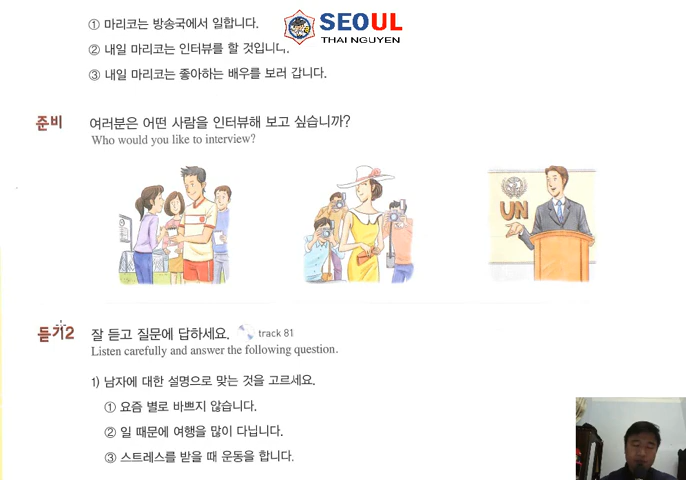 ① 마리코는 방송국에서 일합니다.
SEOUL
THAI NGUYEN
② 내일 마리코는 인터뷰를 할 것입니다.
③ 내일 마리코는 좋아하는 배우를 보러 갑니다.
준비 여러분은 어떤 사람을 인터뷰해 보고 싶습니까?
Who would you like to interview?
UN
듣기2 잘 듣고 질문에 답하세요. track 81
Listen carefully and answer the following question.
1) 남자에 대한 설명으로 맞는 것을 고르세요.
① 요즘 별로 바쁘지 않습니다.
② 일 때문에 여행을 많이 다닙니다.
③ 스트레스를 받을 때 운동을 합니다.